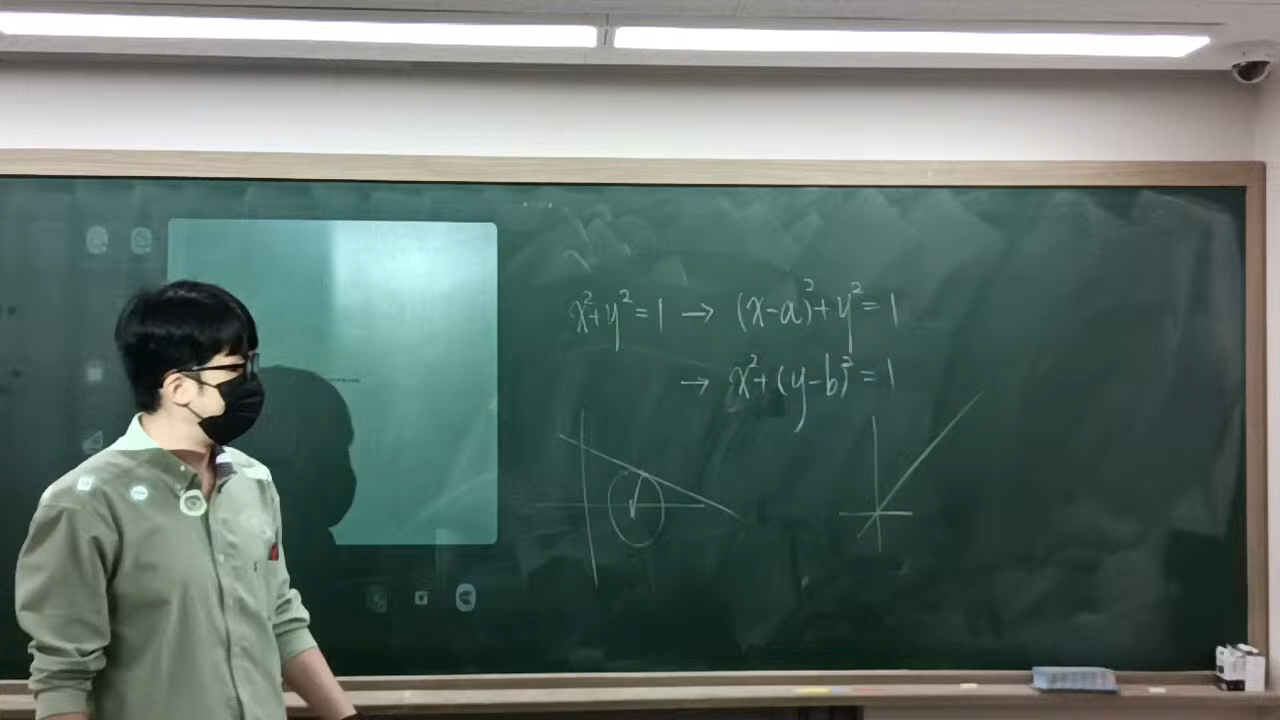 x²+y²=1 → (x-a)²+y²=1
→ x²+(y-b)²=1